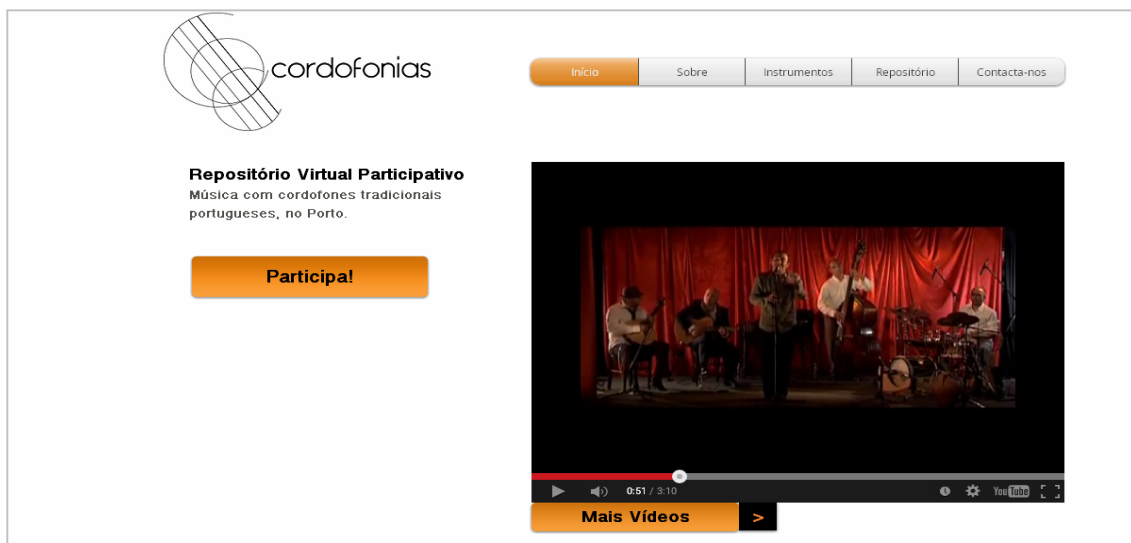 cordofonias
Início Sobre Instrumentos Repositório Contacta-nos
Repositório Virtual Participativo
Música com cordofones tradicionais
portugueses, no Porto.
Participa!
0:51 / 3:10
YouTube
Mais Vídeos >